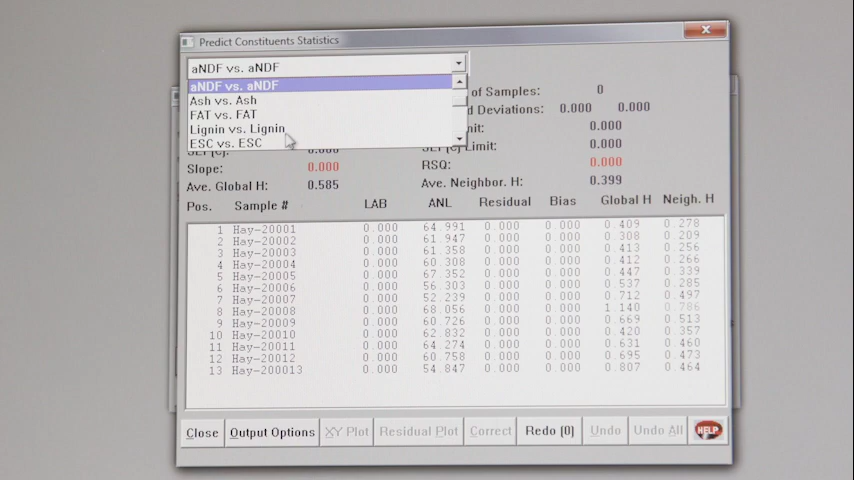 Predict Constituents Statistics
aNDF vs. aNDF
aNDF vs. aNDF
Ash vs. Ash
FAT vs. FAT
Lignin vs. Lignin
ESC vs. ESC
of Samples: 0
Deviations: 0.000 0.000
0.000
Limit: 0.000
Slope: 0.000 RSQ: 0.000
Ave. Global H: 0.585 Ave. Neighbor. H: 0.399
Pos. Sample # LAB ANL Residual Bias Global H Neigh. H
1 Hay-20001 0.000 64.991 0.000 0.000 0.409 0.278
2 Hay-20002 0.000 61.947 0.000 0.000 0.308 0.209
3 Hay-20003 0.000 61.358 0.000 0.000 0.413 0.256
4 Hay-20004 0.000 60.308 0.000 0.000 0.412 0.266
5 Hay-20005 0.000 67.352 0.000 0.000 0.447 0.339
6 Hay-20006 0.000 56.303 0.000 0.000 0.537 0.285
7 Hay-20007 0.000 52.239 0.000 0.000 0.712 0.497
8 Hay-20008 0.000 68.056 0.000 0.000 1.140 0.786
9 Hay-20009 0.000 60.726 0.000 0.000 0.669 0.513
10 Hay-20010 0.000 62.832 0.000 0.000 0.420 0.357
11 Hay-20011 0.000 64.274 0.000 0.000 0.631 0.460
12 Hay-20012 0.000 60.758 0.000 0.000 0.695 0.473
13 Hay-200013 0.000 54.847 0.000 0.000 0.807 0.464
Close Output Options XY Plot Residual Plot Correct Redo (0) Undo Undo All HELP